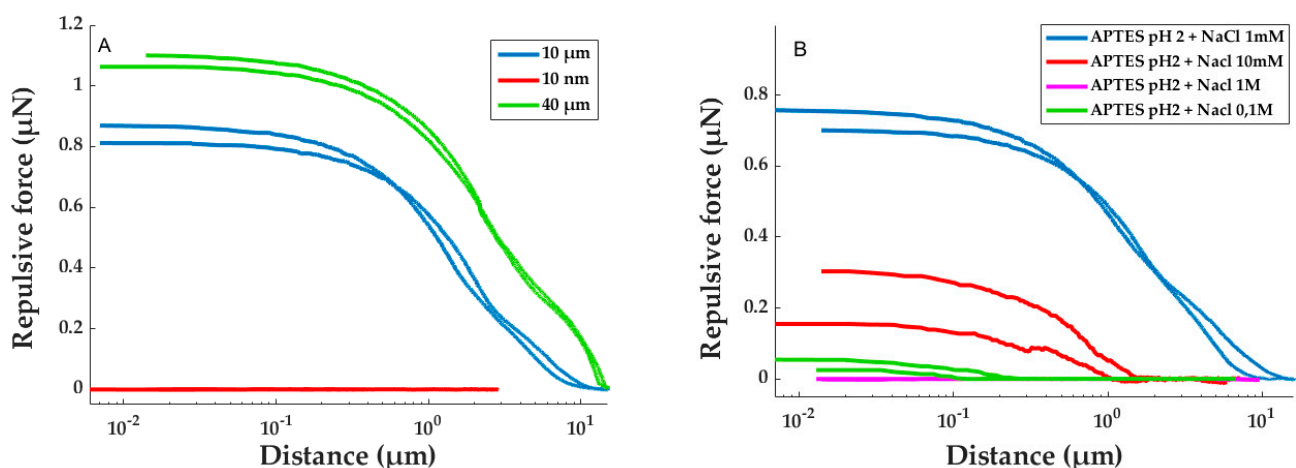 A
1.2
1
0.8
0.6
0.4
0.2
0
Repulsive force (μN)
10 μm
10 nm
40 μm
10⁻² 10⁻¹ 10⁰ 10¹
Distance (μm)
B
0.8
0.6
0.4
0.2
0
Repulsive force (μN)
APTES pH 2 + NaCl 1mM
APTES pH2 + Nacl 10mM
APTES pH2 + Nacl 1M
APTES pH2 + Nacl 0,1M
10⁻² 10⁻¹ 10⁰ 10¹
Distance (μm)